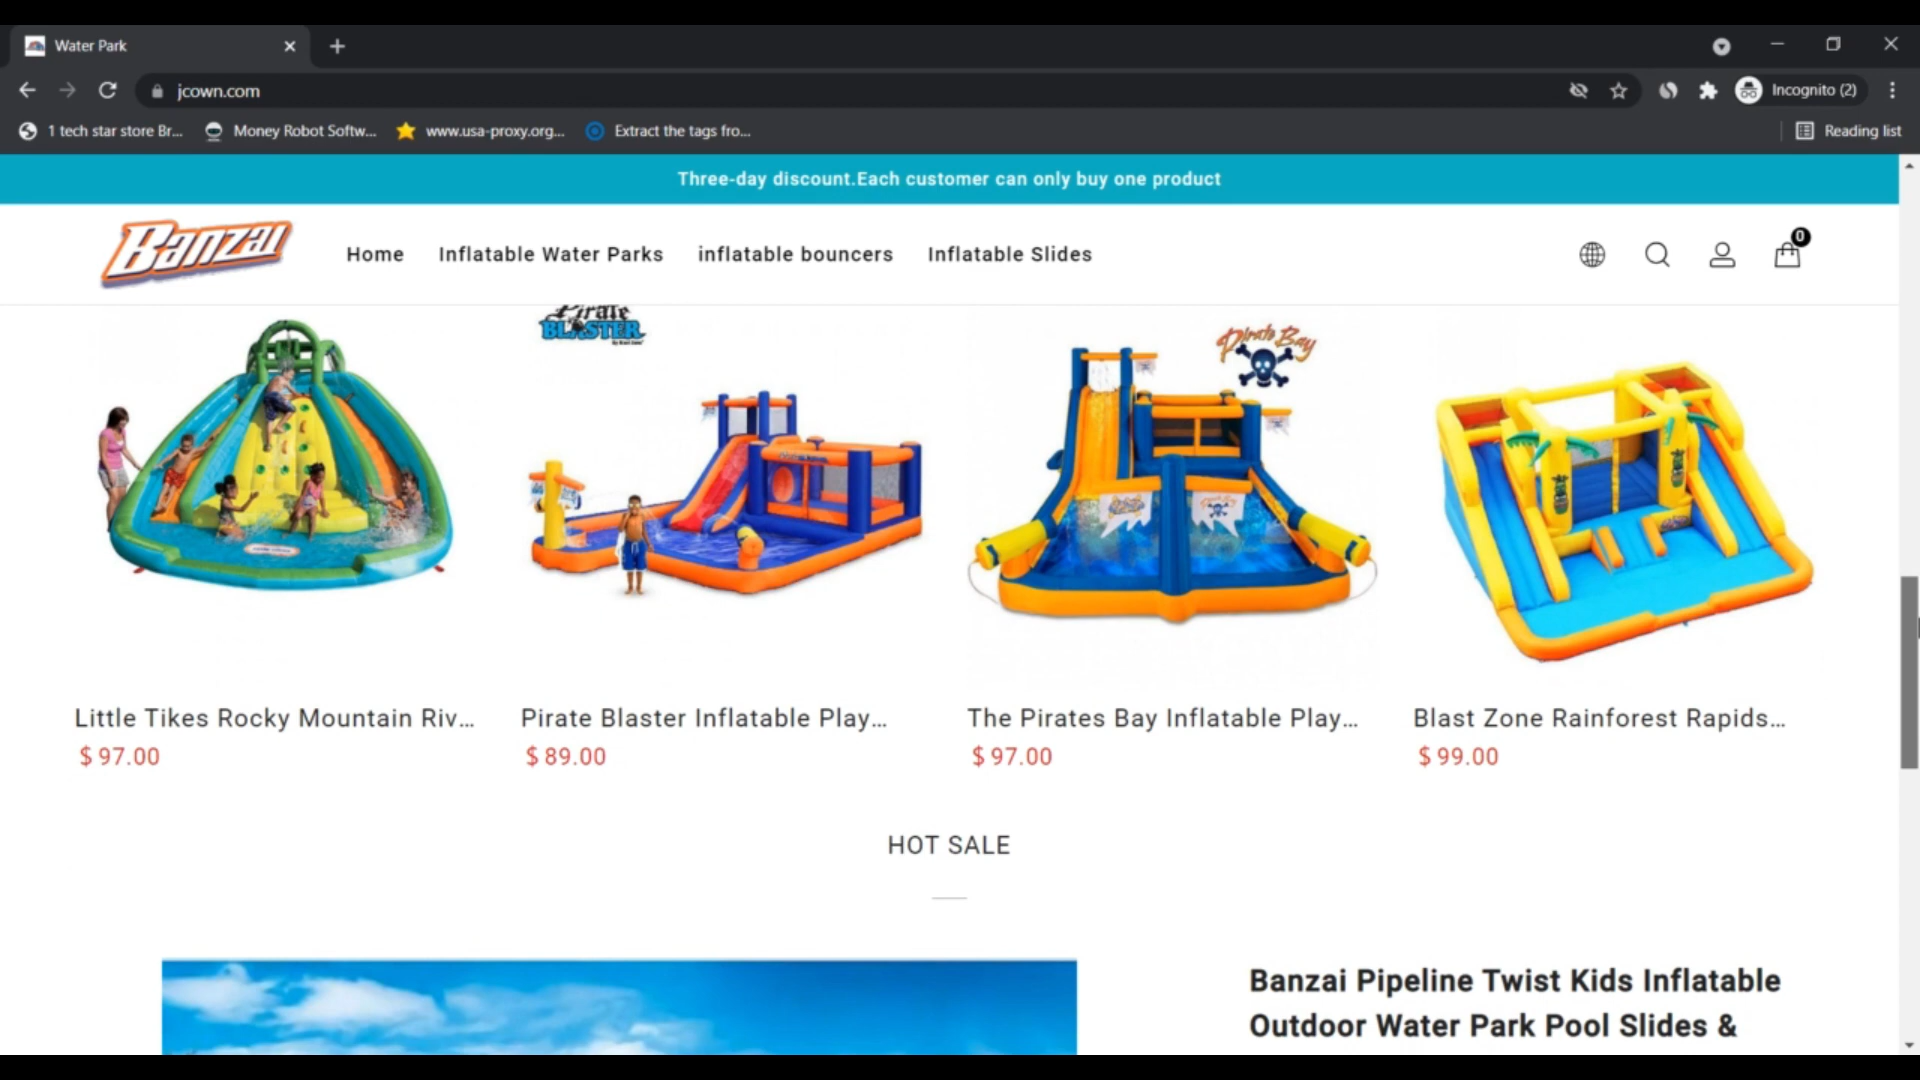 Water Park
jcown.com
Incognito (2)
1 tech star store Br...
Money Robot Softw...
www.usa-proxy.org...
Extract the tags fro...
Reading list
Three-day discount.Each customer can only buy one product
Banzai
Home
Inflatable Water Parks
inflatable bouncers
Inflatable Slides
0
Pirate
BLASTER
Pirate Bay
Little Tikes Rocky Mountain Riv...
$ 97.00
Pirate Blaster Inflatable Play...
$ 89.00
The Pirates Bay Inflatable Play...
$ 97.00
Blast Zone Rainforest Rapids...
$ 99.00
HOT SALE
Banzai Pipeline Twist Kids Inflatable
Outdoor Water Park Pool Slides &